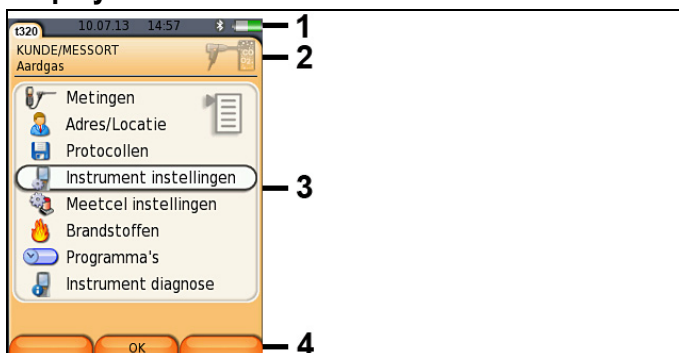 t320 10.07.13 14:57 1
KUNDE/MESSORT 2
Aardgas
Metingen
Adres/Locatie
Protocollen
Instrument instellingen 3
Meetcel instellingen
Brandstoffen
Programma's
Instrument diagnose
OK 4